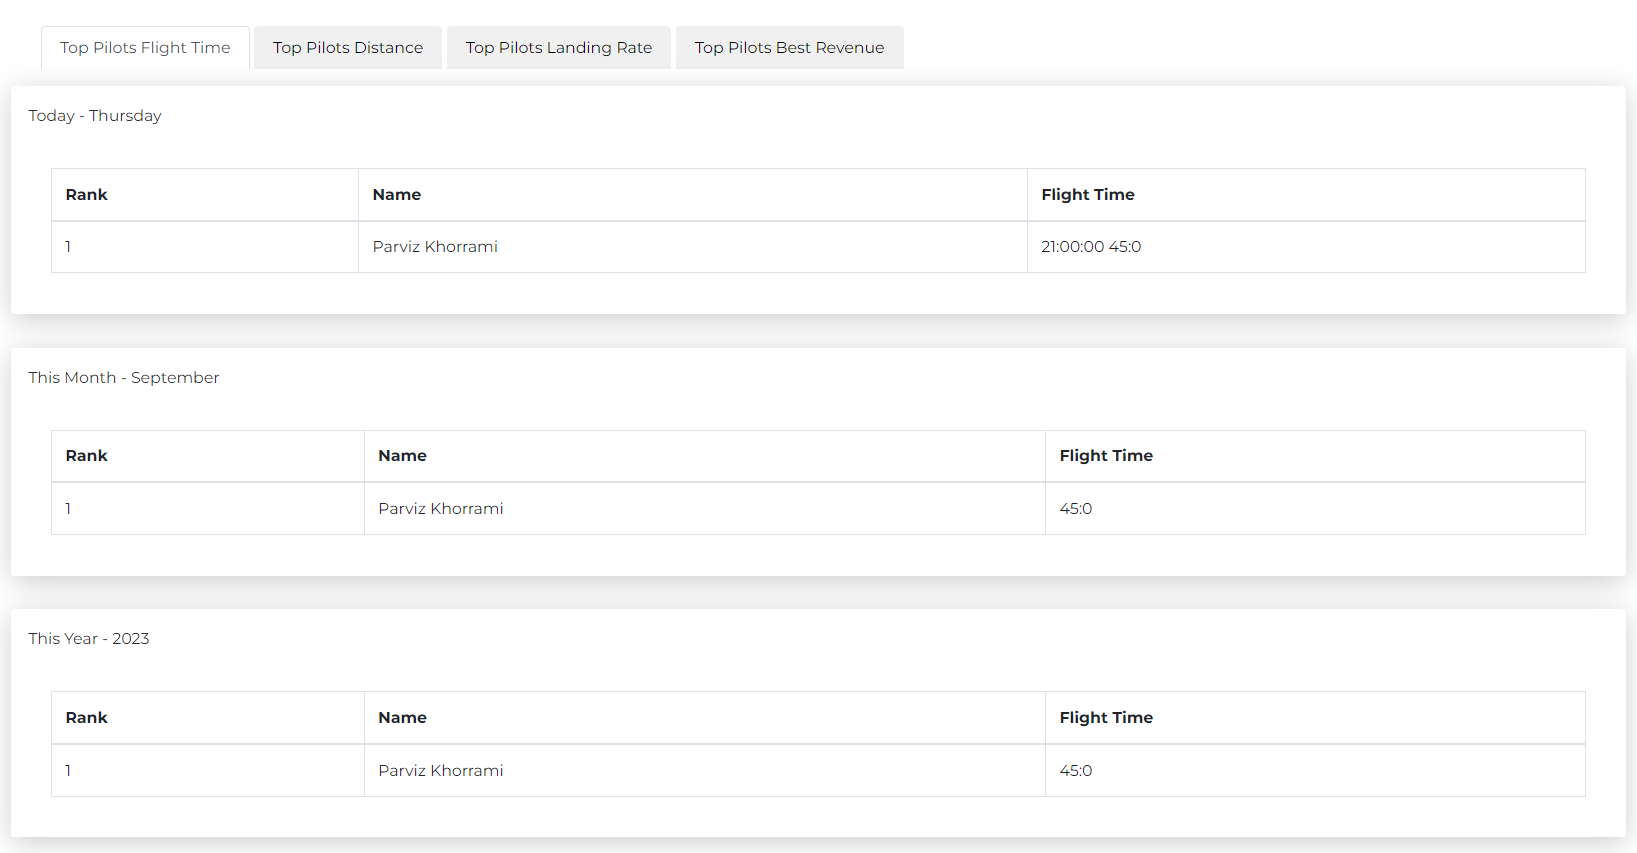 Top Pilots Flight Time Top Pilots Distance Top Pilots Landing Rate Top Pilots Best Revenue
Today - Thursday
Rank Name Flight Time
1 Parviz Khorrami 21:00:00 45:0
This Month - September
Rank Name Flight Time
1 Parviz Khorrami 45:0
This Year - 2023
Rank Name Flight Time
1 Parviz Khorrami 45:0